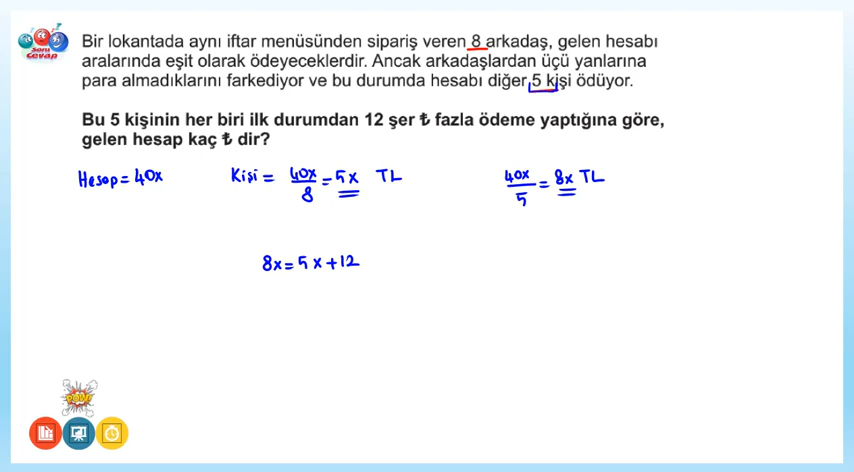 Soru
Cevap
Bir lokantada aynı iftar menüsünden sipariş veren 8 arkadaş, gelen hesabı
aralarında eşit olarak ödeyeceklerdir. Ancak arkadaşlardan üçü yanlarına
para almadıklarını farkediyor ve bu durumda hesabı diğer 5 kişi ödüyor.
Bu 5 kişinin her biri ilk durumdan 12 şer ₺ fazla ödeme yaptığına göre,
gelen hesap kaç ₺ dir?
Hesap = 40x
Kişi = 40x/8 = 5x TL
40x/5 = 8x TL
8x = 5x + 12
POW!